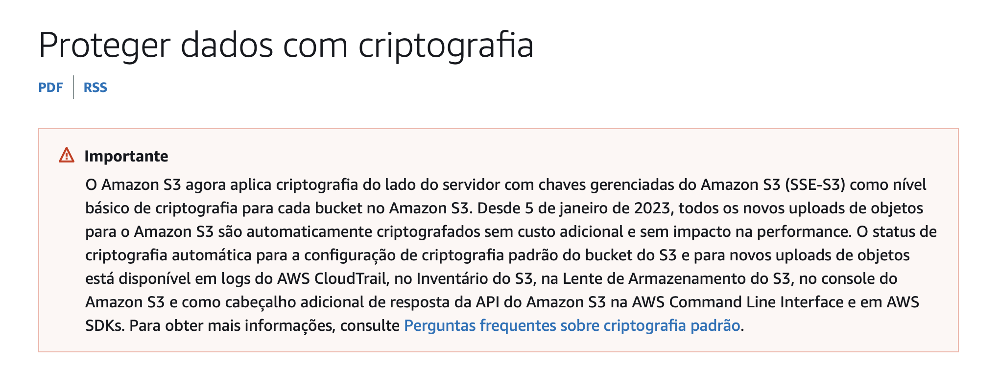 Proteger dados com criptografia
PDF RSS
Importante
O Amazon S3 agora aplica criptografia do lado do servidor com chaves gerenciadas do Amazon S3 (SSE-S3) como nível
básico de criptografia para cada bucket no Amazon S3. Desde 5 de janeiro de 2023, todos os novos uploads de objetos
para o Amazon S3 são automaticamente criptografados sem custo adicional e sem impacto na performance. O status de
criptografia automática para a configuração de criptografia padrão do bucket do S3 e para novos uploads de objetos
está disponível em logs do AWS CloudTrail, no Inventário do S3, na Lente de Armazenamento do S3, no console do
Amazon S3 e como cabeçalho adicional de resposta da API do Amazon S3 na AWS Command Line Interface e em AWS
SDKs. Para obter mais informações, consulte Perguntas frequentes sobre criptografia padrão.